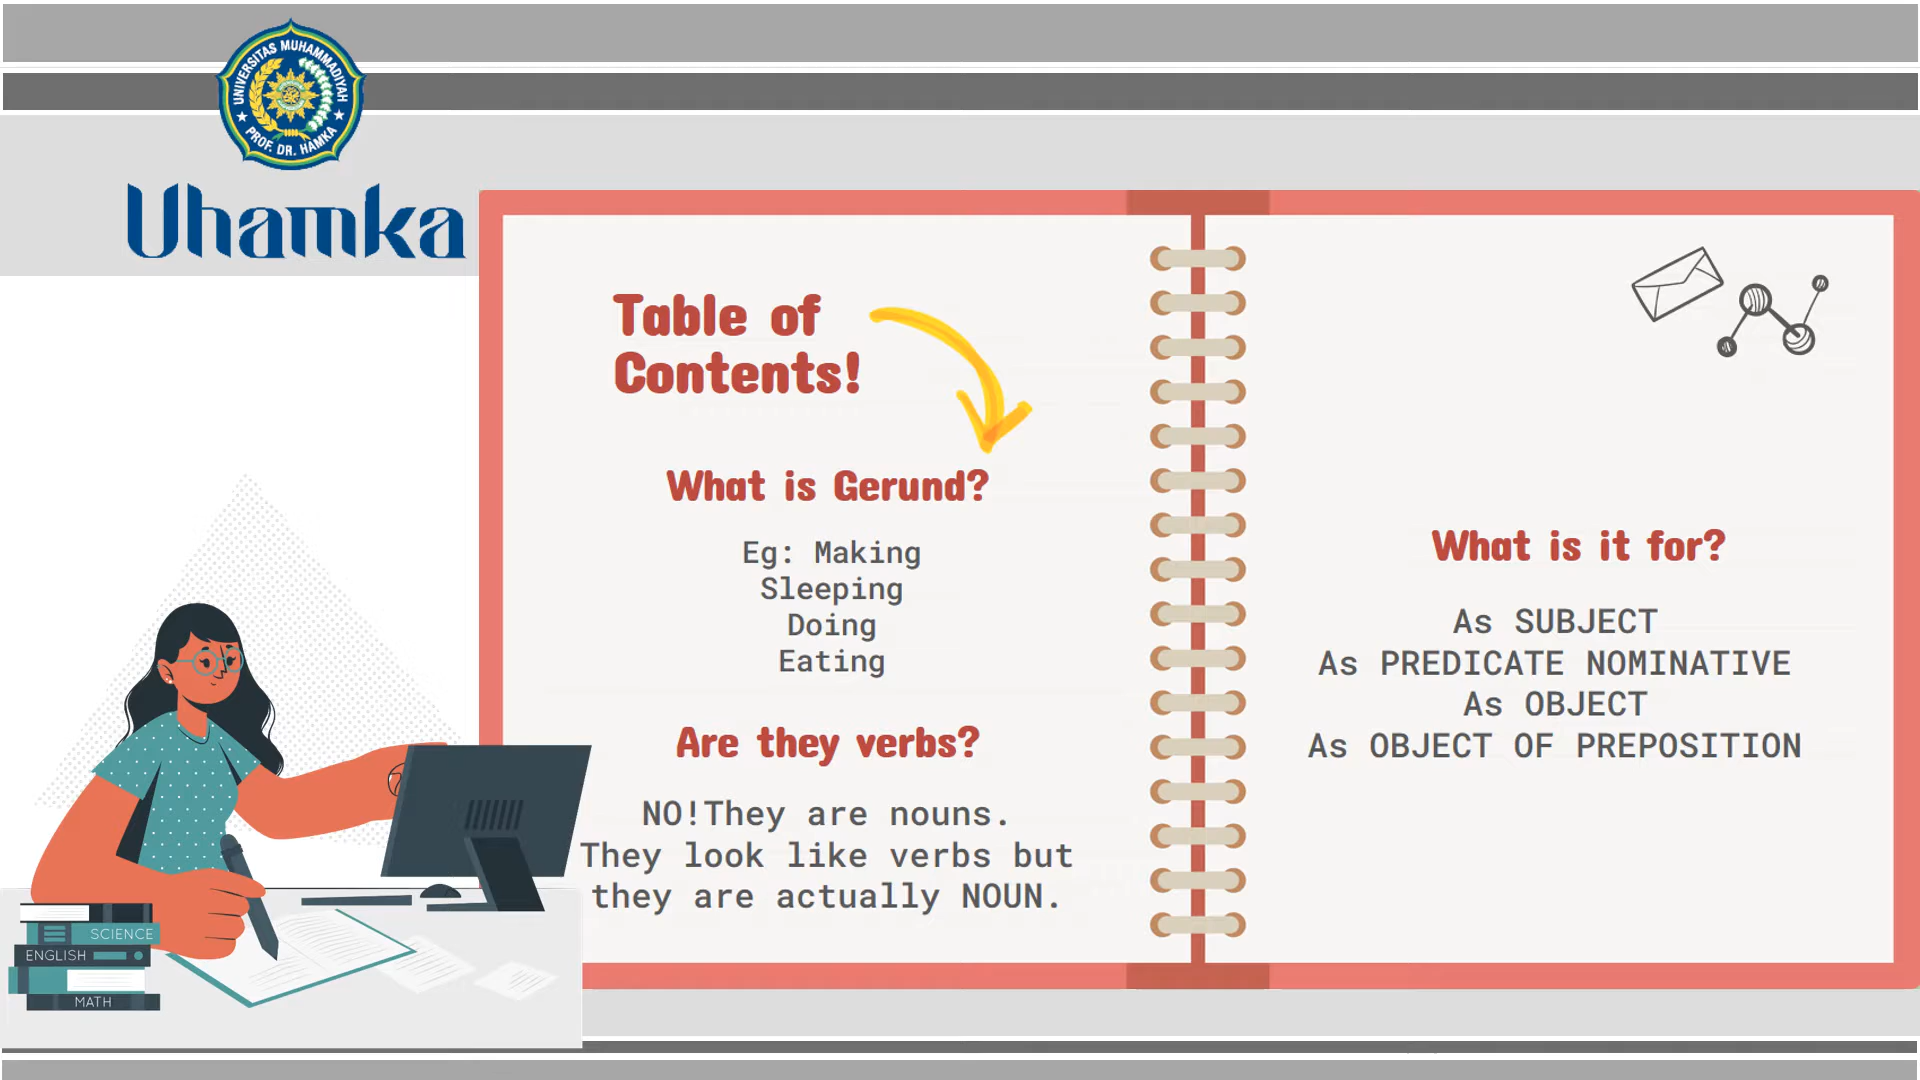 UNIVERSITAS MUHAMMADIYAH
PROF. DR. HAMKA
Uhamka
Table of
Contents!
What is Gerund?
Eg: Making
Sleeping
Doing
Eating
Are they verbs?
NO!They are nouns.
They look like verbs but
they are actually NOUN.
What is it for?
As SUBJECT
As PREDICATE NOMINATIVE
As OBJECT
As OBJECT OF PREPOSITION
SCIENCE
ENGLISH
MATH